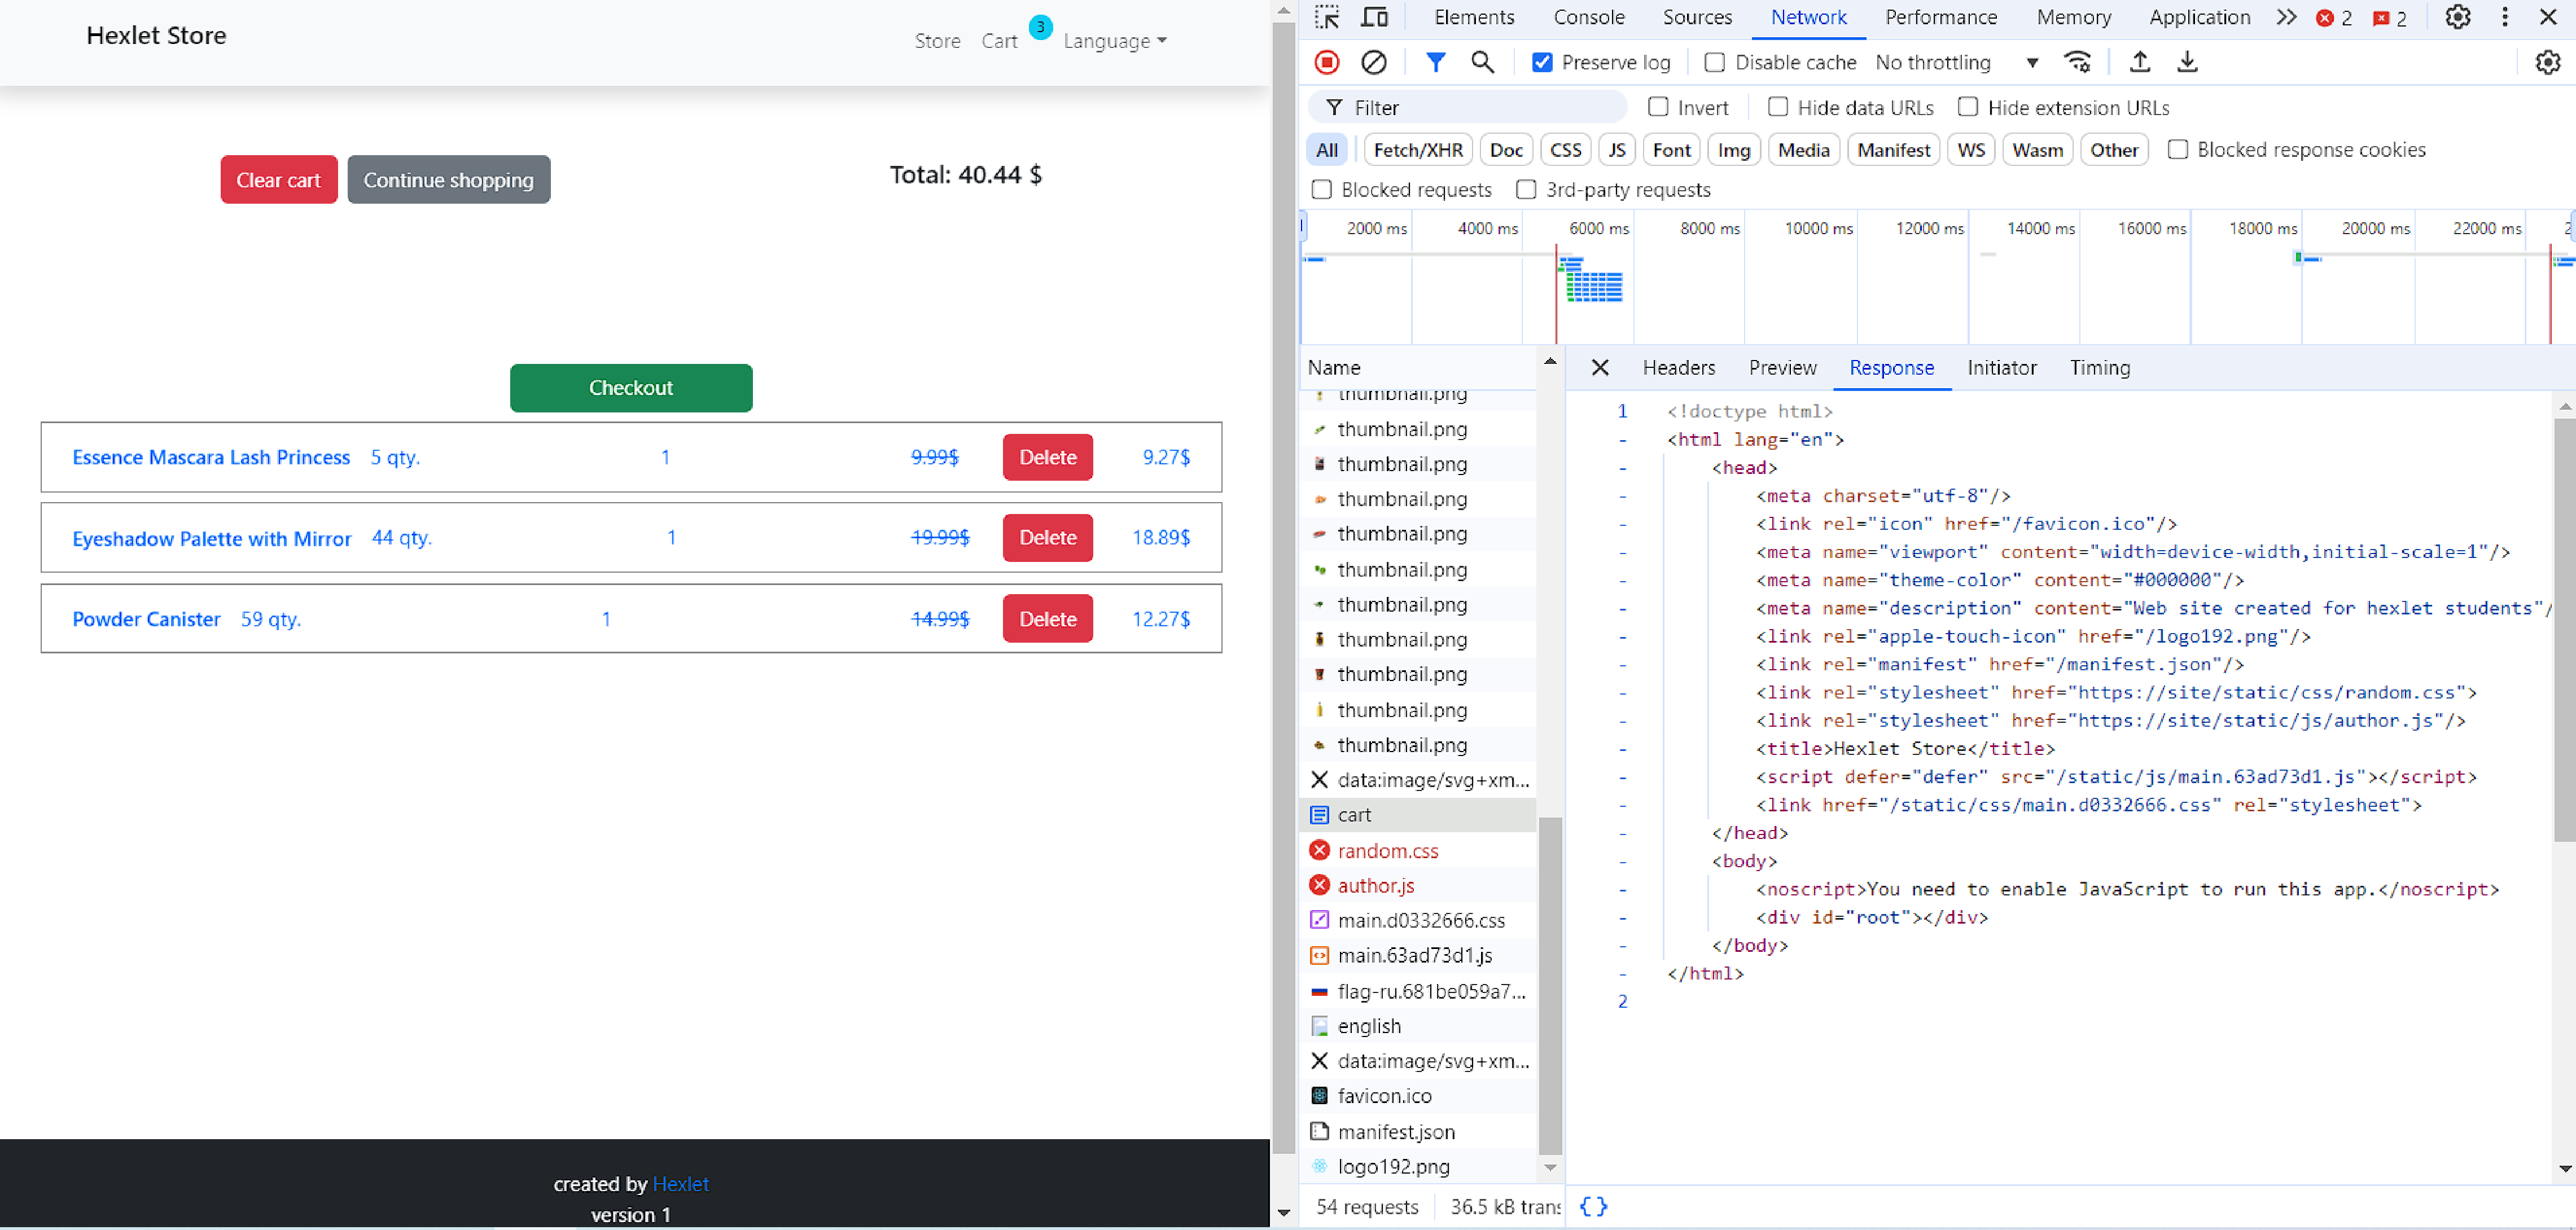 Hexlet Store
Store Cart 3 Language
Clear cart Continue shopping
Total: 40.44 $
Checkout
Essence Mascara Lash Princess 5 qty. 1 9.99$ Delete 9.27$
Eyeshadow Palette with Mirror 44 qty. 1 19.99$ Delete 18.89$
Powder Canister 59 qty. 1 14.99$ Delete 12.27$
created by Hexlet
version 1
Elements Console Sources Network Performance Memory Application 2 2
Preserve log Disable cache No throttling
Filter Invert Hide data URLs Hide extension URLs
All Fetch/XHR Doc CSS JS Font Img Media Manifest WS Wasm Other Blocked response cookies
Blocked requests 3rd-party requests
2000 ms 4000 ms 6000 ms 8000 ms 10000 ms 12000 ms 14000 ms 16000 ms 18000 ms 20000 ms 22000 ms 2
Name
thumbnail.png
thumbnail.png
thumbnail.png
thumbnail.png
thumbnail.png
thumbnail.png
thumbnail.png
thumbnail.png
thumbnail.png
thumbnail.png
thumbnail.png
data:image/svg+xm...
cart
random.css
author.js
main.d0332666.css
main.63ad73d1.js
flag-ru.681be059a7...
english
data:image/svg+xm...
favicon.ico
manifest.json
logo192.png
54 requests 36.5 kB trans
Headers Preview Response Initiator Timing
1 <!doctype html>
- <html lang="en">
- <head>
- <meta charset="utf-8"/>
- <link rel="icon" href="/favicon.ico"/>
- <meta name="viewport" content="width=device-width,initial-scale=1"/>
- <meta name="theme-color" content="#000000"/>
- <meta name="description" content="Web site created for hexlet students"/
- <link rel="apple-touch-icon" href="/logo192.png"/>
- <link rel="manifest" href="/manifest.json"/>
- <link rel="stylesheet" href="https://site/static/css/random.css">
- <link rel="stylesheet" href="https://site/static/js/author.js"/>
- <title>Hexlet Store</title>
- <script defer="defer" src="/static/js/main.63ad73d1.js"></script>
- <link href="/static/css/main.d0332666.css" rel="stylesheet">
- </head>
- <body>
- <noscript>You need to enable JavaScript to run this app.</noscript>
- <div id="root"></div>
- </body>
- </html>
2
{}